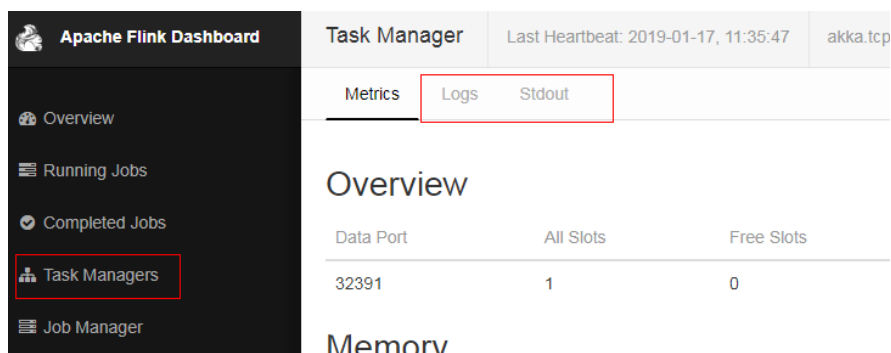 Apache Flink Dashboard
Overview
Running Jobs
Completed Jobs
Task Managers
Job Manager
Task Manager Last Heartbeat: 2019-01-17, 11:35:47 akka.tcp
Metrics Logs Stdout
Overview
Data Port All Slots Free Slots
32391 1 0
Memory